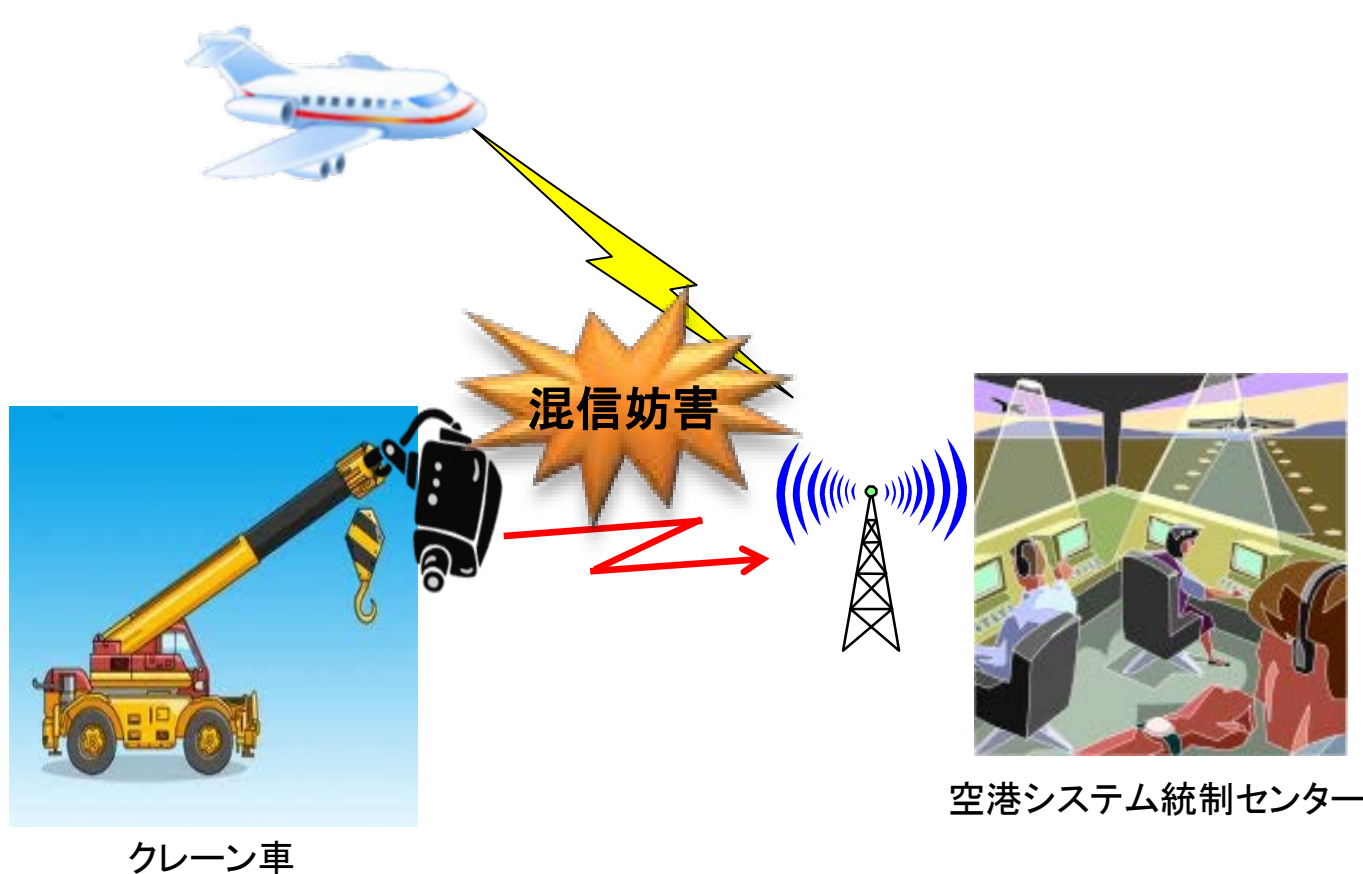 混信妨害
空港システム統制センター
クレーン車